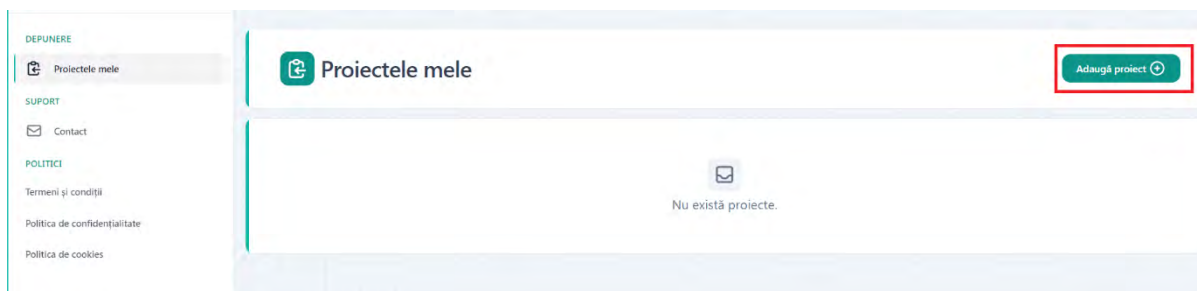 DEPUNERE
Proiectele mele
SUPORT
Contact
POLITICI
Termeni și condiții
Politica de confidențialitate
Politica de cookies
Proiectele mele
Adaugă proiect
Nu există proiecte.